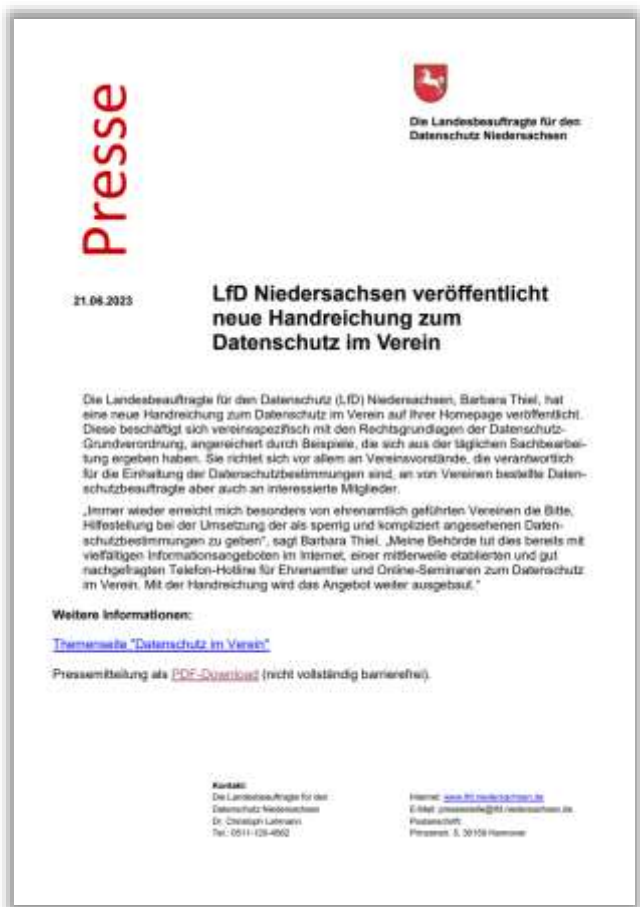 Presse
Die Landesbeauftragte für den
Datenschutz Niedersachsen
21.06.2023
LfD Niedersachsen veröffentlicht
neue Handreichung zum
Datenschutz im Verein
Die Landesbeauftragte für den Datenschutz (LfD) Niedersachsen, Barbara Thiel, hat
eine neue Handreichung zum Datenschutz im Verein auf ihrer Homepage veröffentlicht.
Diese beschäftigt sich vereinsspezifisch mit den Rechtsgrundlagen der Datenschutz-
Grundverordnung, angereichert durch Beispiele, die sich aus der täglichen Sachbearbei-
tung ergeben haben. Sie richtet sich vor allem an Vereinsvorstände, die verantwortlich
für die Einhaltung der Datenschutzbestimmungen sind, an von Vereinen bestellte Daten-
schutzbeauftragte aber auch an interessierte Mitglieder.
„Immer wieder erreicht mich besonders von ehrenamtlich geführten Vereinen die Bitte,
Hilfestellung bei der Umsetzung der als sperrig und kompliziert angesehenen Daten-
schutzbestimmungen zu geben“, sagt Barbara Thiel. „Meine Behörde tut dies bereits mit
vielfältigen Informationsangeboten im Internet, einer mittlerweile etablierten und gut
nachgefragten Telefon-Hotline für Ehrenamtler und Online-Seminaren zum Datenschutz
im Verein. Mit der Handreichung wird das Angebot weiter ausgebaut.“
Weitere Informationen:
Themenseite "Datenschutz im Verein"
Pressemitteilung als PDF-Download (nicht vollständig barrierefrei).
Kontakt:
Die Landesbeauftragte für den
Datenschutz Niedersachsen
Dr. Christoph Lahmann
Tel.: 0511-120-4562
Internet: www.lfd.niedersachsen.de
E-Mail: pressestelle@lfd.niedersachsen.de
Postanschrift:
Prinzenstr. 5, 30159 Hannover